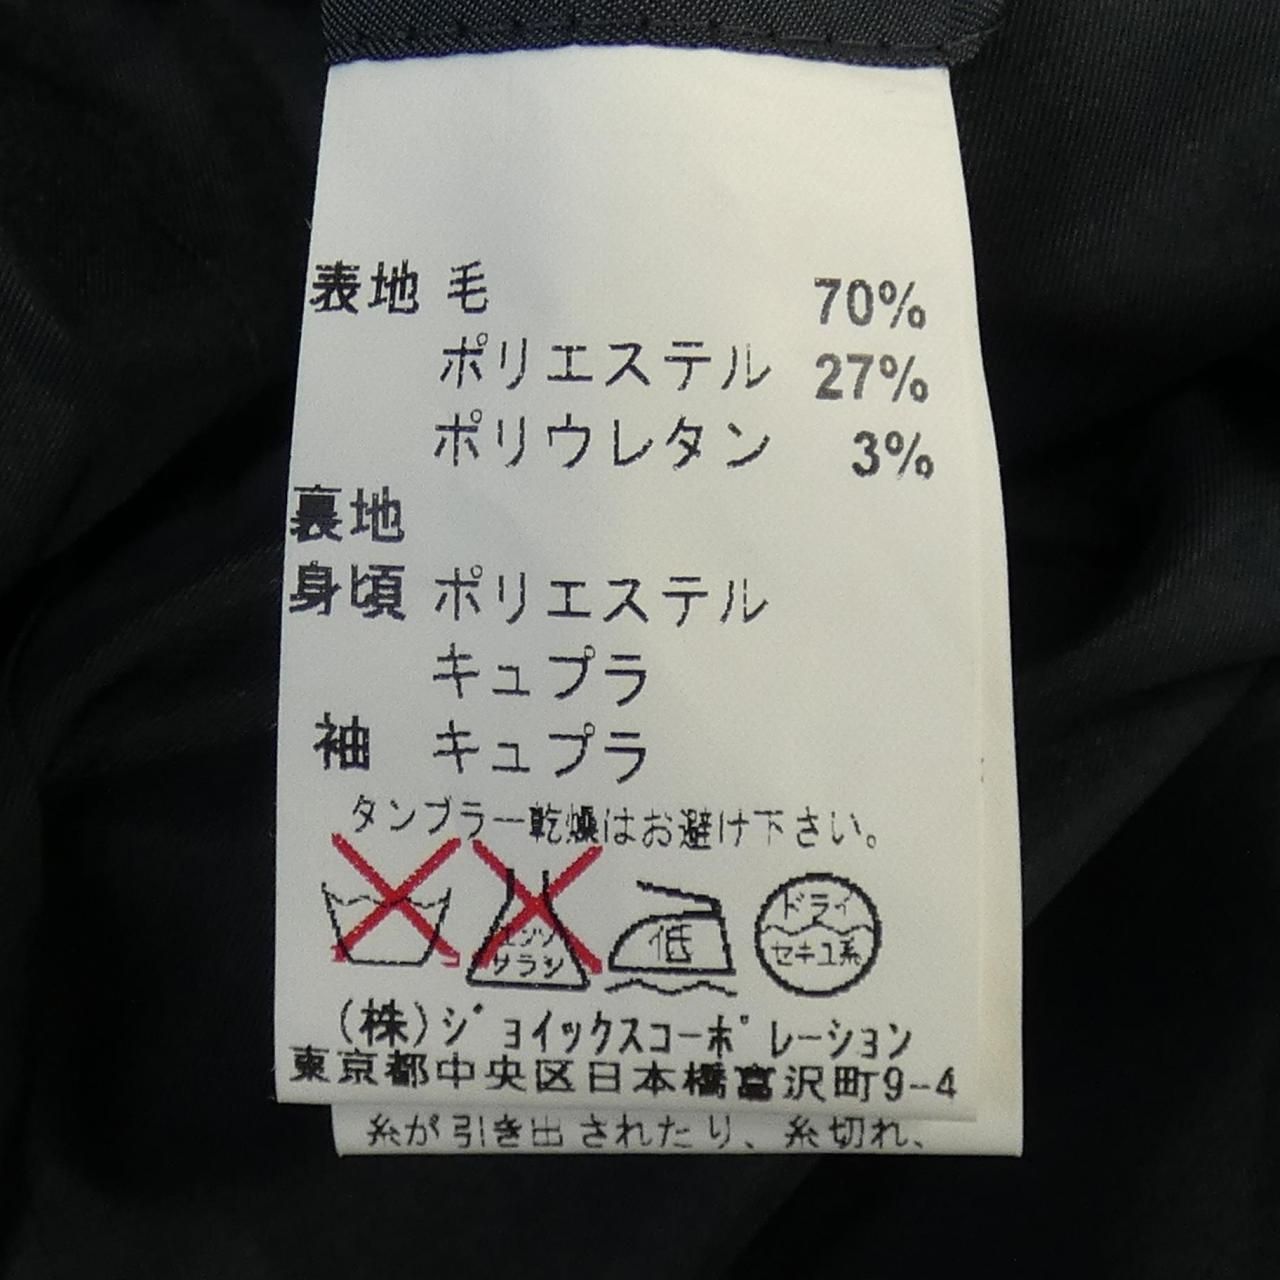 表地 毛 70%
ポリエステル 27%
ポリウレタン 3%
裏地
身頃 ポリエステル
キュプラ
袖 キュプラ
タンブラー乾燥はお避け下さい。
エンソ
サラシ
低
ドライ
セキユ系
(株)ジョイックスコーポレーション
東京都中央区日本橋富沢町9-4
糸が引き出されたり、糸切れ、